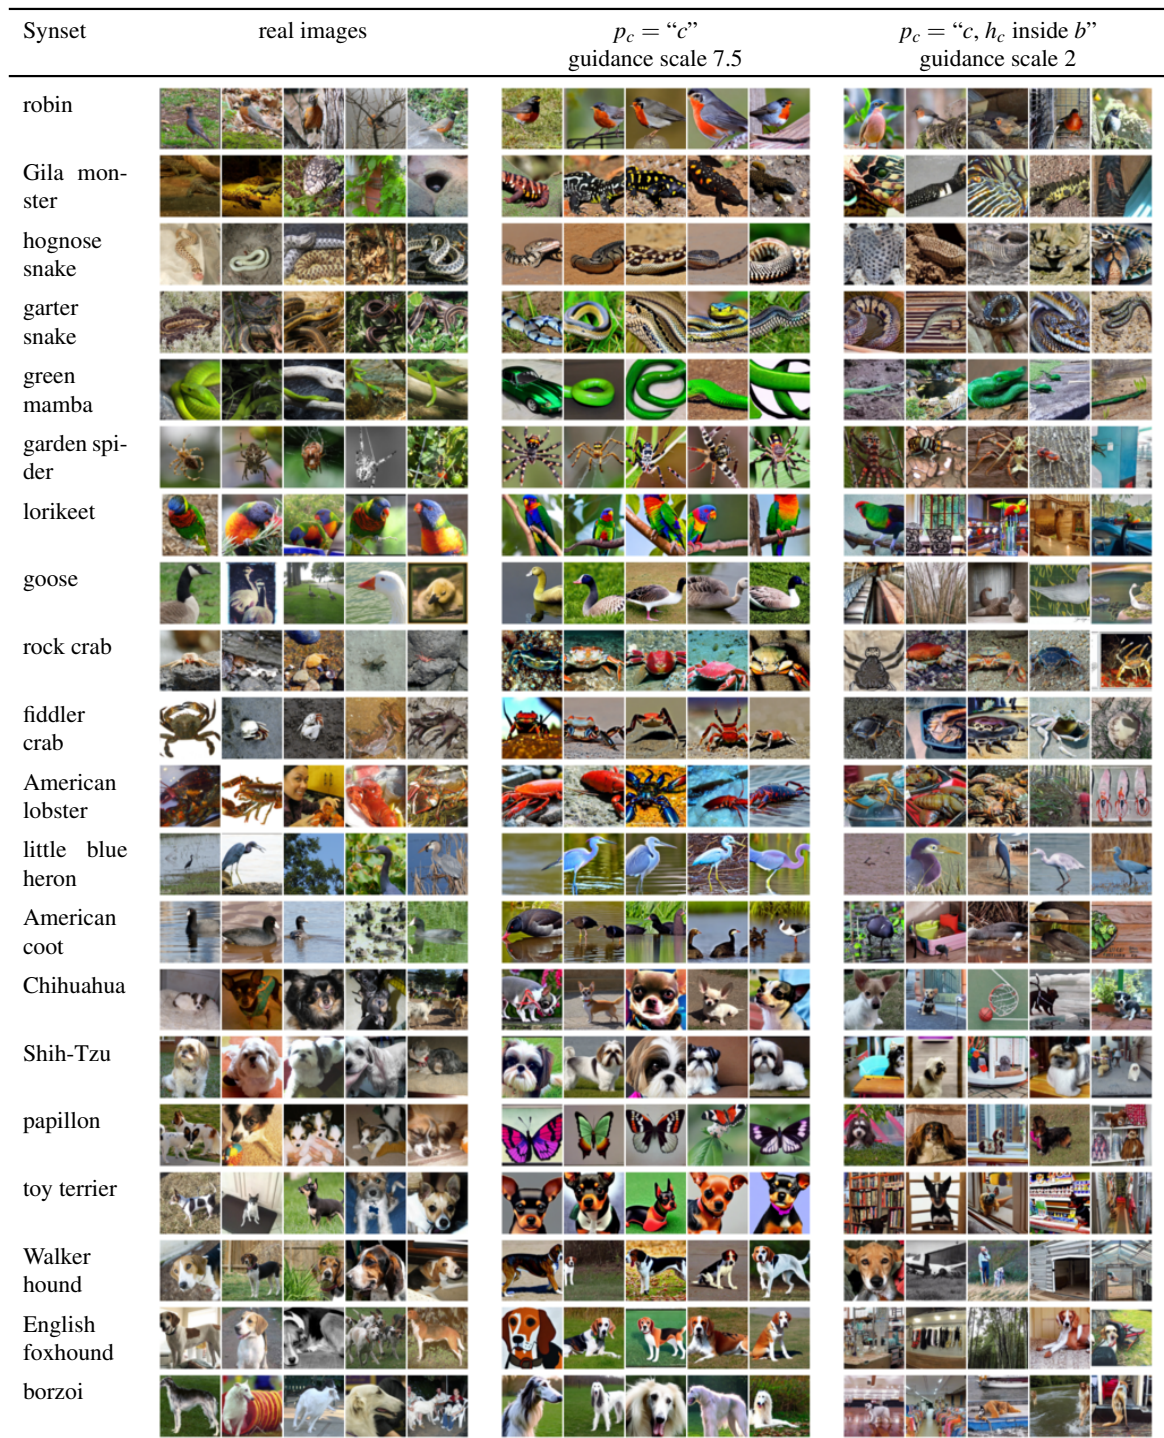 Synset real images p_c = “c” p_c = “c, h_c inside b”
guidance scale 7.5 guidance scale 2
robin
Gila mon-
ster
hognose
snake
garter
snake
green
mamba
garden spi-
der
lorikeet
goose
rock crab
fiddler
crab
American
lobster
little blue
heron
American
coot
Chihuahua
Shih-Tzu
papillon
toy terrier
Walker
hound
English
foxhound
borzoi